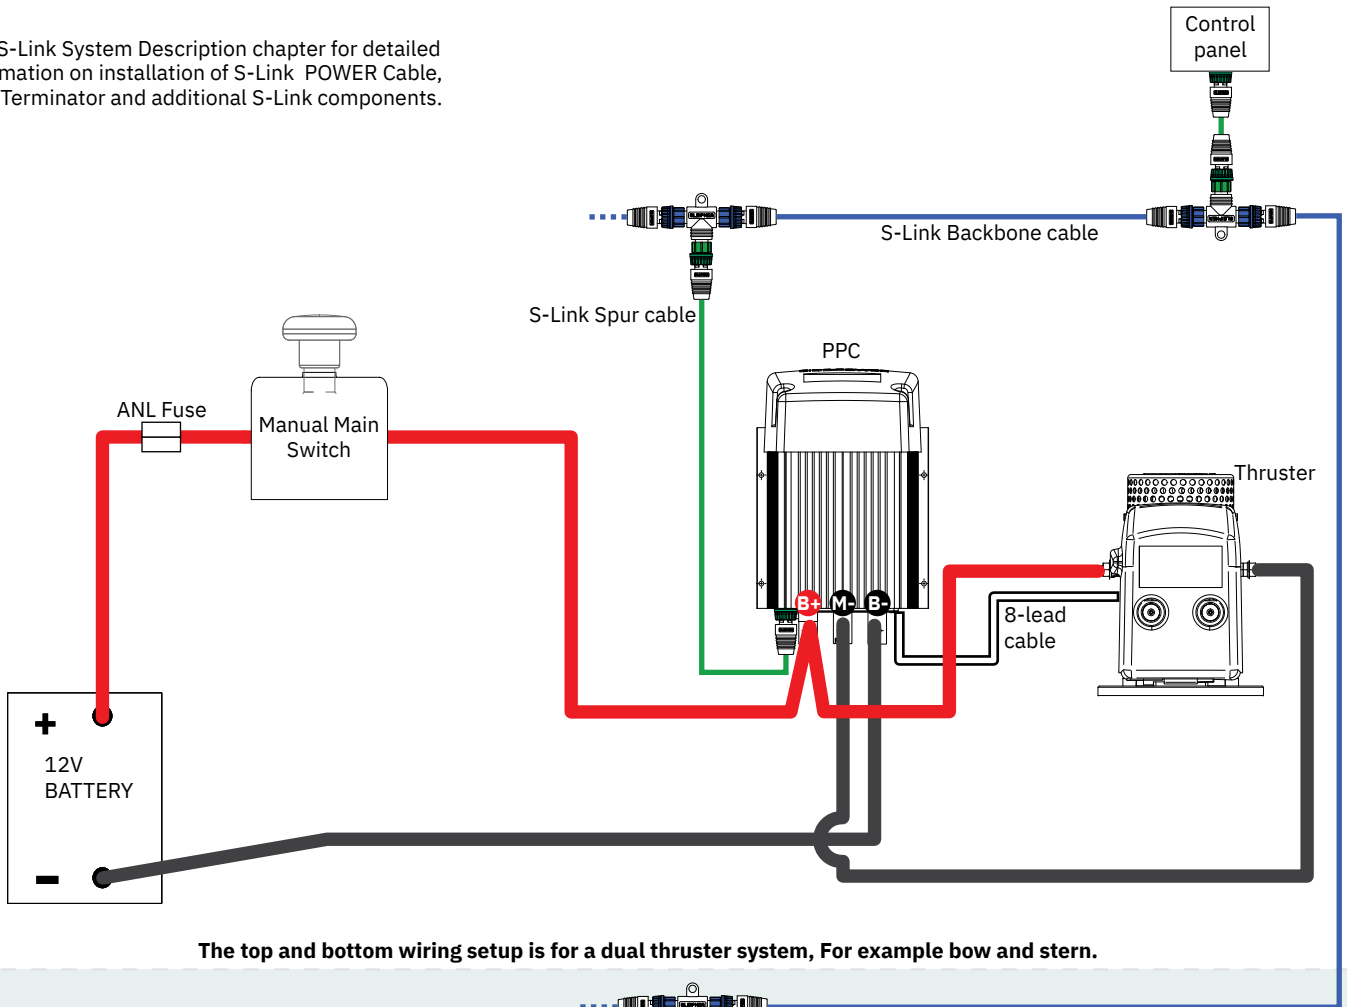 S-Link System Description chapter for detailed
mation on installation of S-Link POWER Cable,
Terminator and additional S-Link components.
Control
panel
S-Link Backbone cable
S-Link Spur cable
PPC
ANL Fuse
Manual Main
Switch
Thruster
B+ M- B-
8-lead
cable
+
12V
BATTERY
-
The top and bottom wiring setup is for a dual thruster system, For example bow and stern.